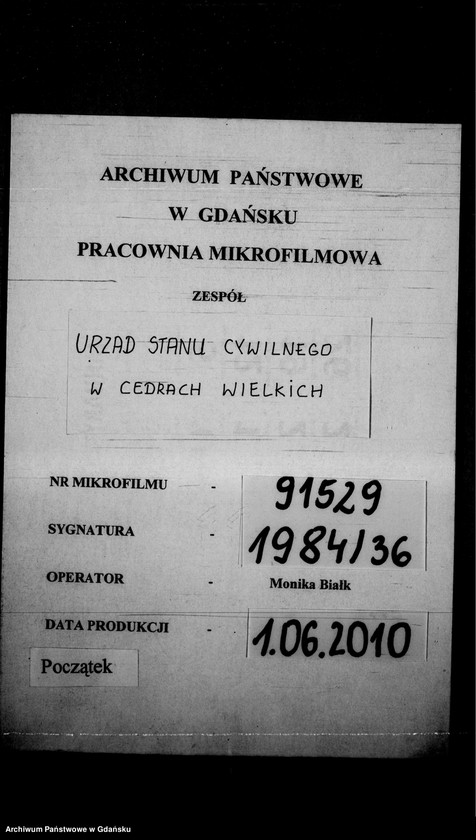 ARCHIWUM PAŃSTWOWE
W GDAŃSKU
PRACOWNIA MIKROFILMOWA
ZESPÓŁ
URZĄD STANU CYWILNEGO
W CEDRACH WIELKICH
NR MIKROFILMU - 91529
SYGNATURA - 1984/36
OPERATOR - Monika Białk
DATA PRODUKCJI - 1.06.2010
Początek
Archiwum Państwowe w Gdańsku